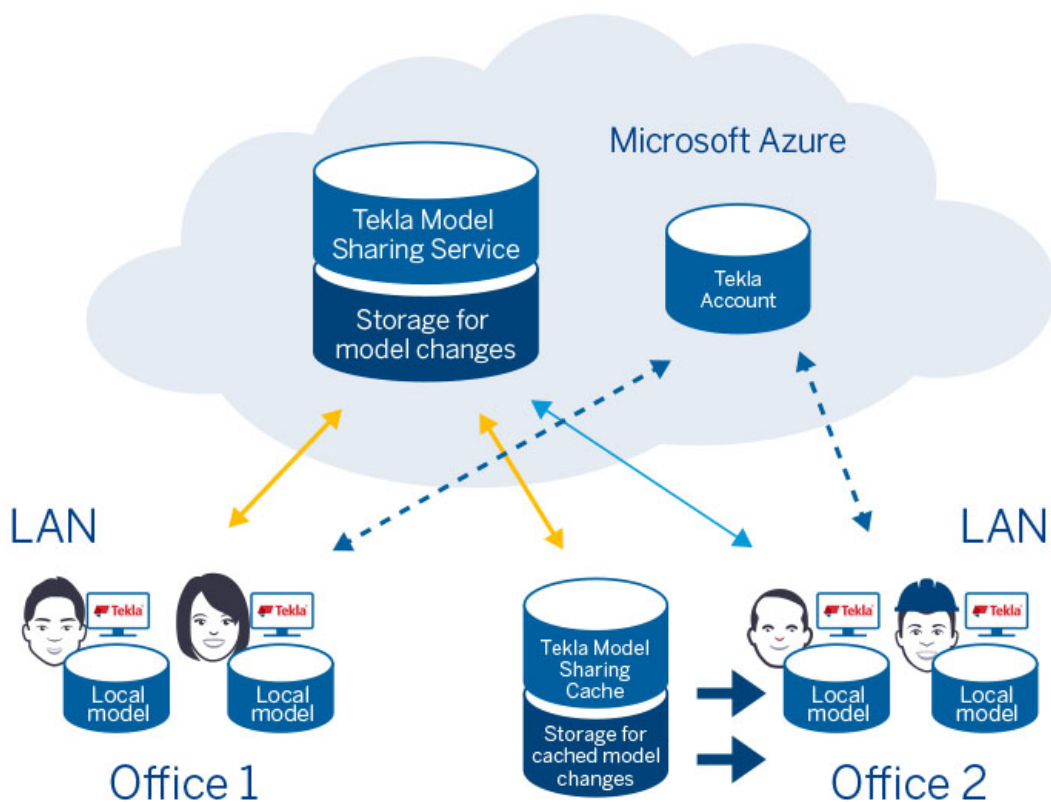 Microsoft Azure
Tekla Model
Sharing Service
Storage for
model changes
Tekla
Account
LAN
LAN
Tekla
Tekla
Local
model
Local
model
Office 1
Tekla Model
Sharing
Cache
Storage for
cached model
changes
Tekla
Tekla
Local
model
Local
model
Office 2